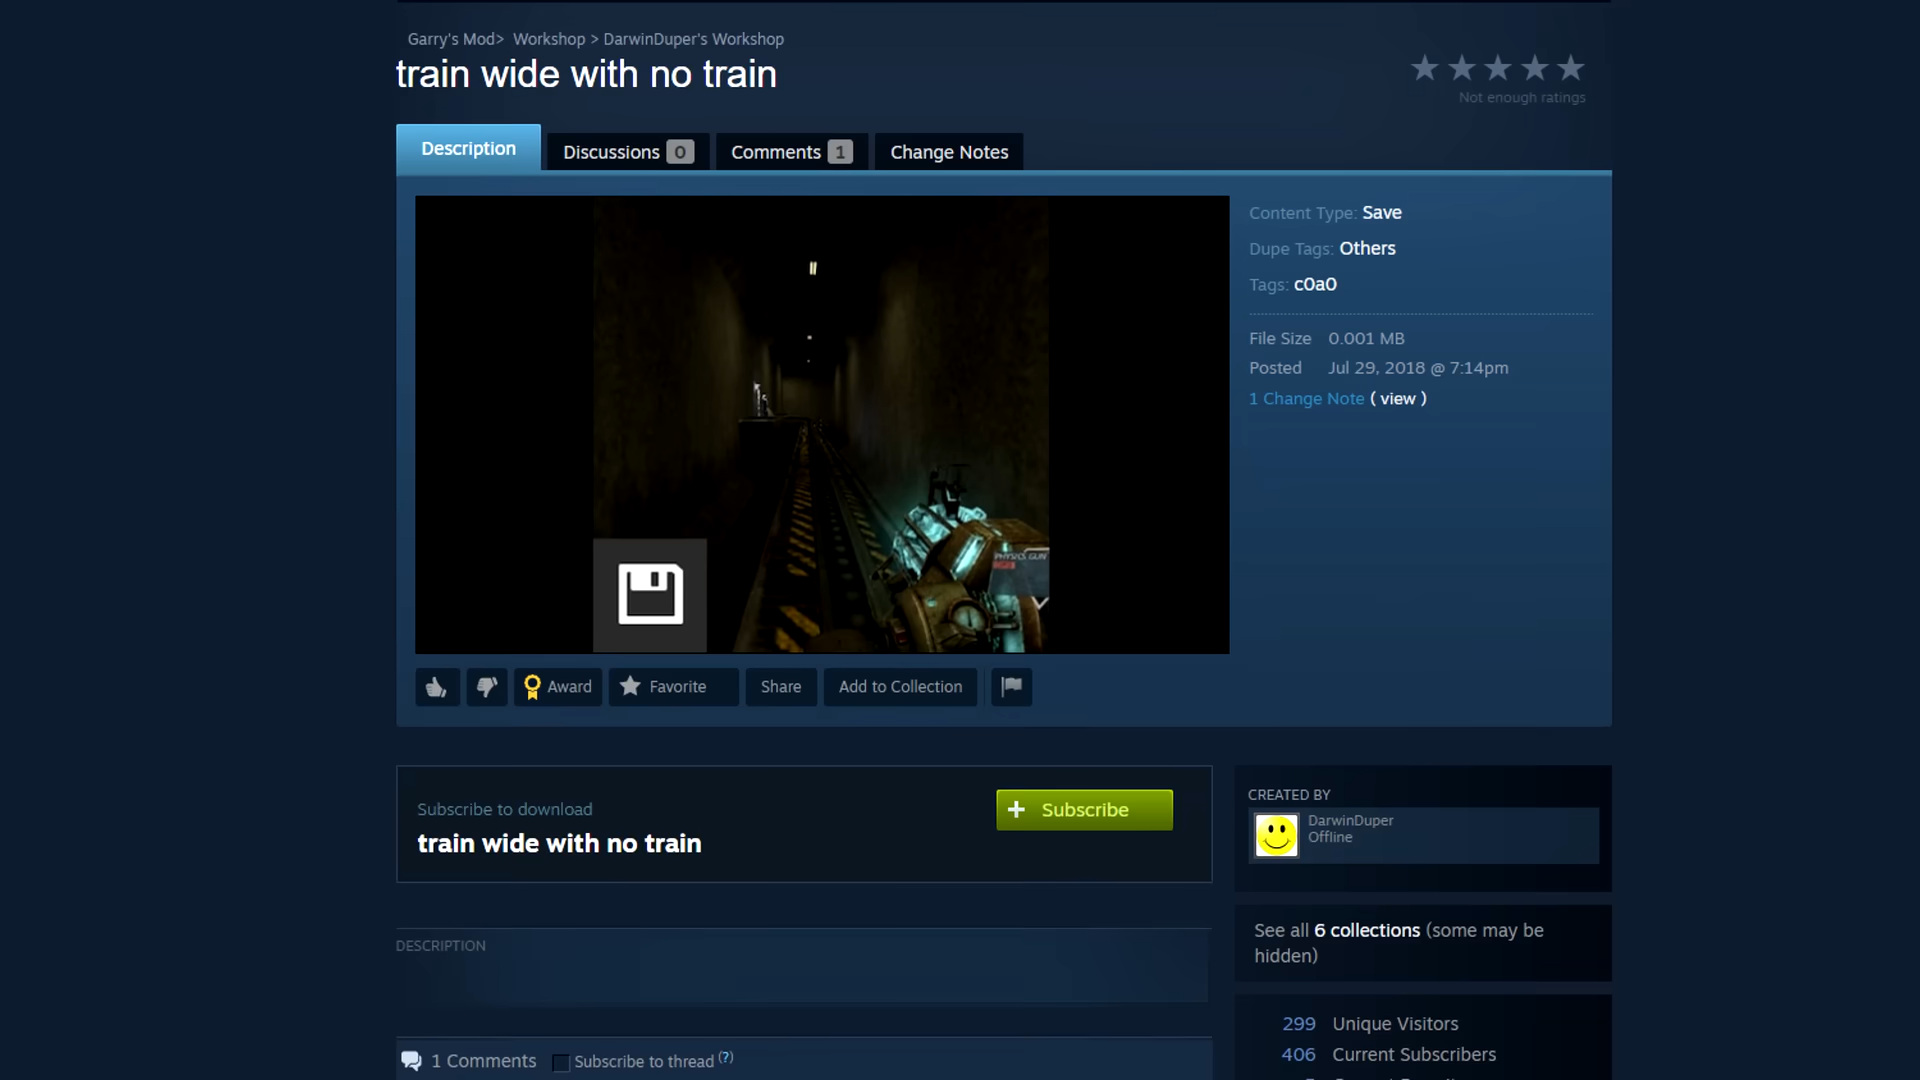 Garry's Mod> Workshop > DarwinDuper's Workshop
train wide with no train
Not enough ratings
Description
Discussions 0
Comments 1
Change Notes
Content Type: Save
Dupe Tags: Others
Tags: c0a0
File Size 0.001 MB
Posted Jul 29, 2018 @ 7:14pm
1 Change Note ( view )
PHYSICS GUN
Award
Favorite
Share
Add to Collection
Subscribe to download
train wide with no train
+ Subscribe
CREATED BY
DarwinDuper
Offline
See all 6 collections (some may be
hidden)
DESCRIPTION
299 Unique Visitors
406 Current Subscribers
1 Comments Subscribe to thread (?)